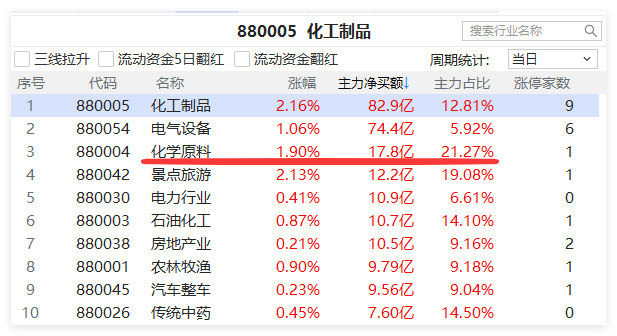 880005 化工制品
搜索行业名称
三线拉升 流动资金5日翻红 流动资金翻红 周期统计: 当日
序号 代码 名称 涨幅 主力净买额↓ 主力占比 涨停家数
1 880005 化工制品 2.16% 82.9亿 12.81% 9
2 880054 电气设备 1.06% 74.4亿 5.92% 6
3 880004 化学原料 1.90% 17.8亿 21.27% 1
4 880042 景点旅游 2.13% 12.2亿 19.08% 1
5 880030 电力行业 0.41% 10.9亿 6.61% 0
6 880003 石油化工 0.87% 10.7亿 14.10% 1
7 880038 房地产业 0.21% 10.5亿 9.16% 2
8 880001 农林牧渔 0.90% 9.79亿 9.18% 1
9 880045 汽车整车 0.23% 9.56亿 9.04% 1
10 880026 传统中药 0.45% 7.60亿 14.50% 0